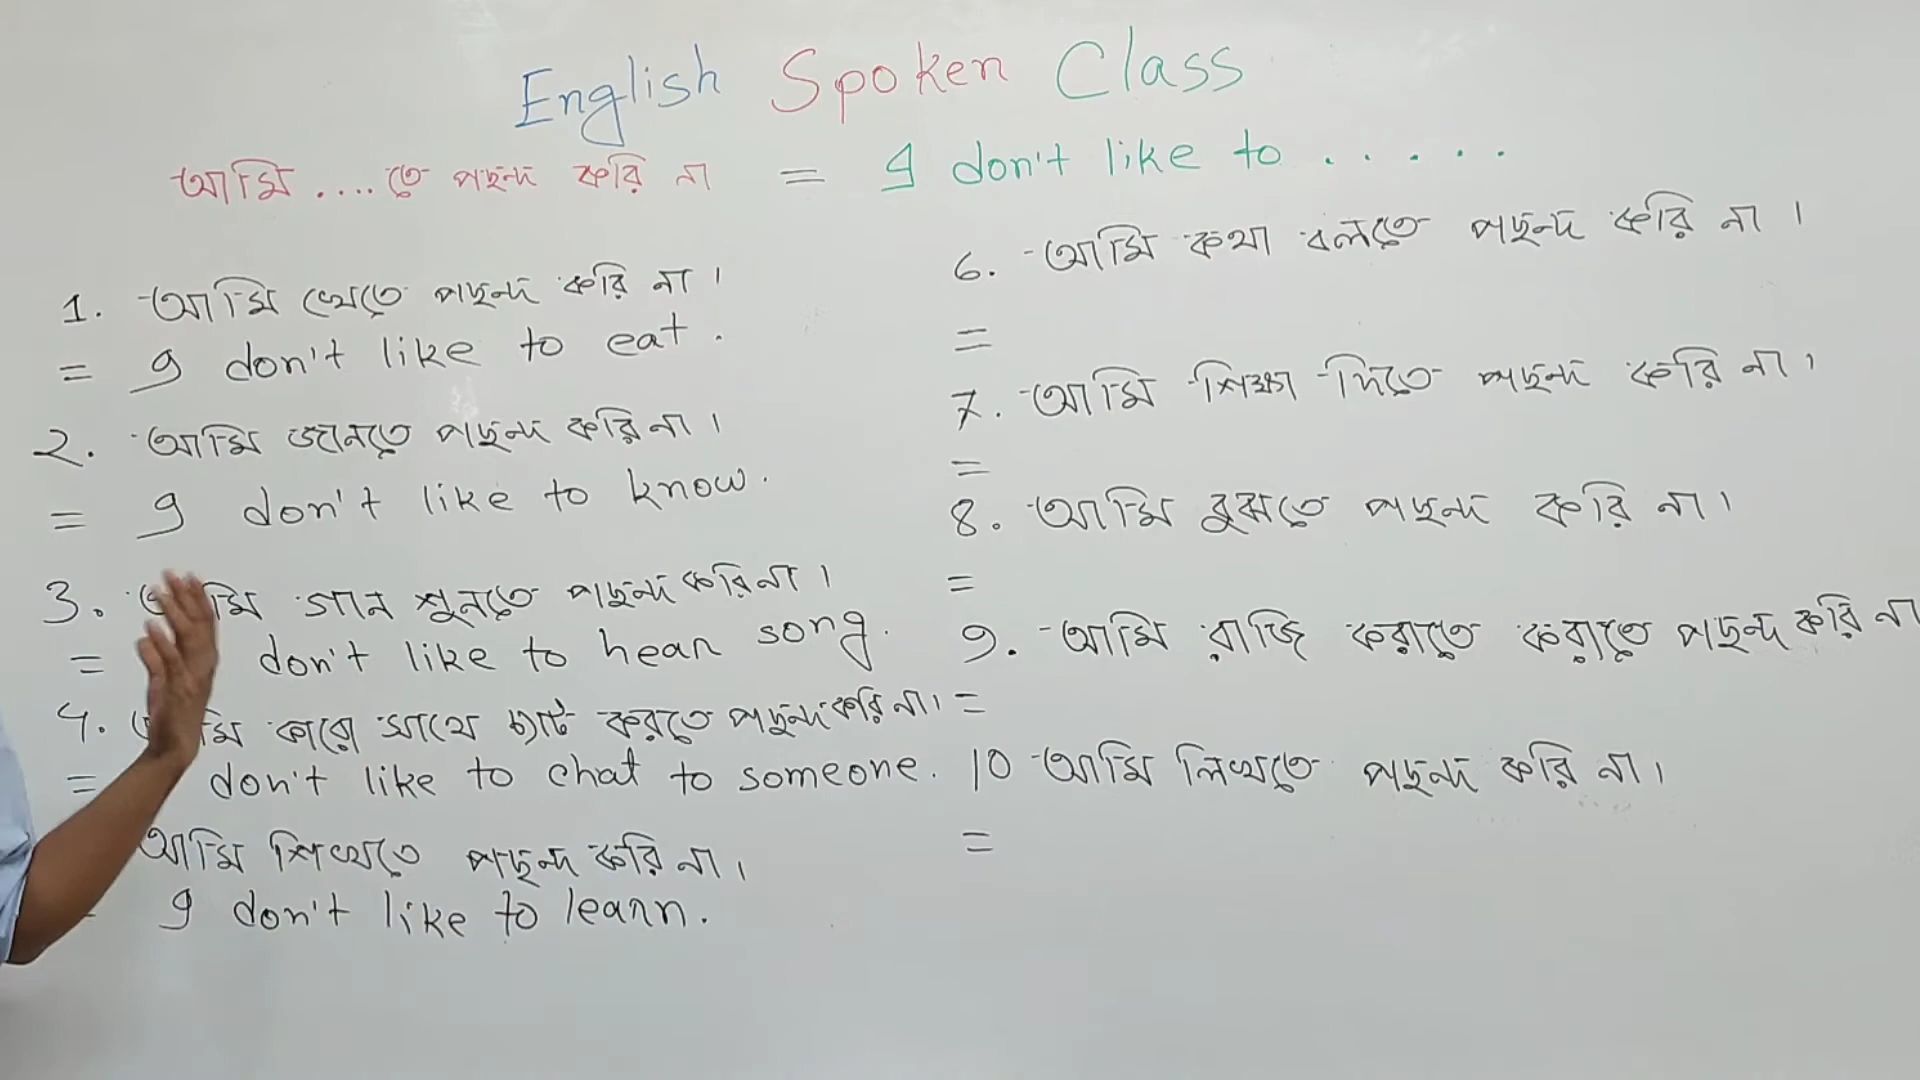 English Spoken Class
আমি .... তে পছন্দ করি না = I don't like to .....
1. আমি খেতে পছন্দ করি না।
= I don't like to eat.
2. আমি জানতে পছন্দ করি না।
= I don't like to know.
3. আমি গান শুনতে পছন্দ করি না।
= don't like to hear song.
4. আমি কারো সাথে চ্যাট করতে পছন্দ করি না।
= don't like to chat to someone.
আমি শিখতে পছন্দ করি না।
I don't like to learn.
6. আমি কথা বলতে পছন্দ করি না।
=
7. আমি শিক্ষা দিতে পছন্দ করি না।
=
8. আমি বুঝতে পছন্দ করি না।
=
9. আমি রাজি করাতে করাতে পছন্দ করি না
=
10 আমি লিখতে পছন্দ করি না।
=